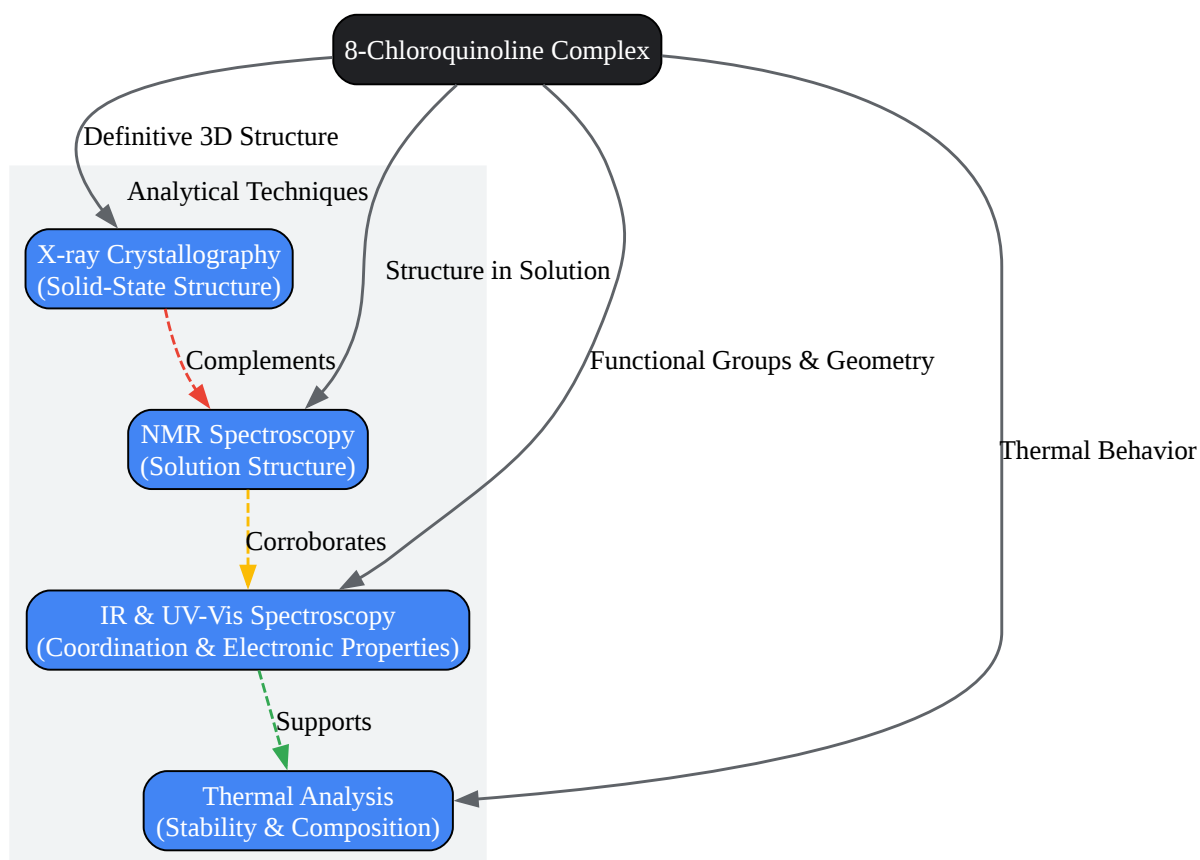 8-Chloroquinoline Complex
Definitive 3D Structure
Analytical Techniques
X-ray Crystallography
(Solid-State Structure)
Structure in Solution
Complements
Functional Groups & Geometry
NMR Spectroscopy
(Solution Structure)
Thermal Behavior
Corroborates
IR & UV-Vis Spectroscopy
(Coordination & Electronic Properties)
Supports
Thermal Analysis
(Stability & Composition)